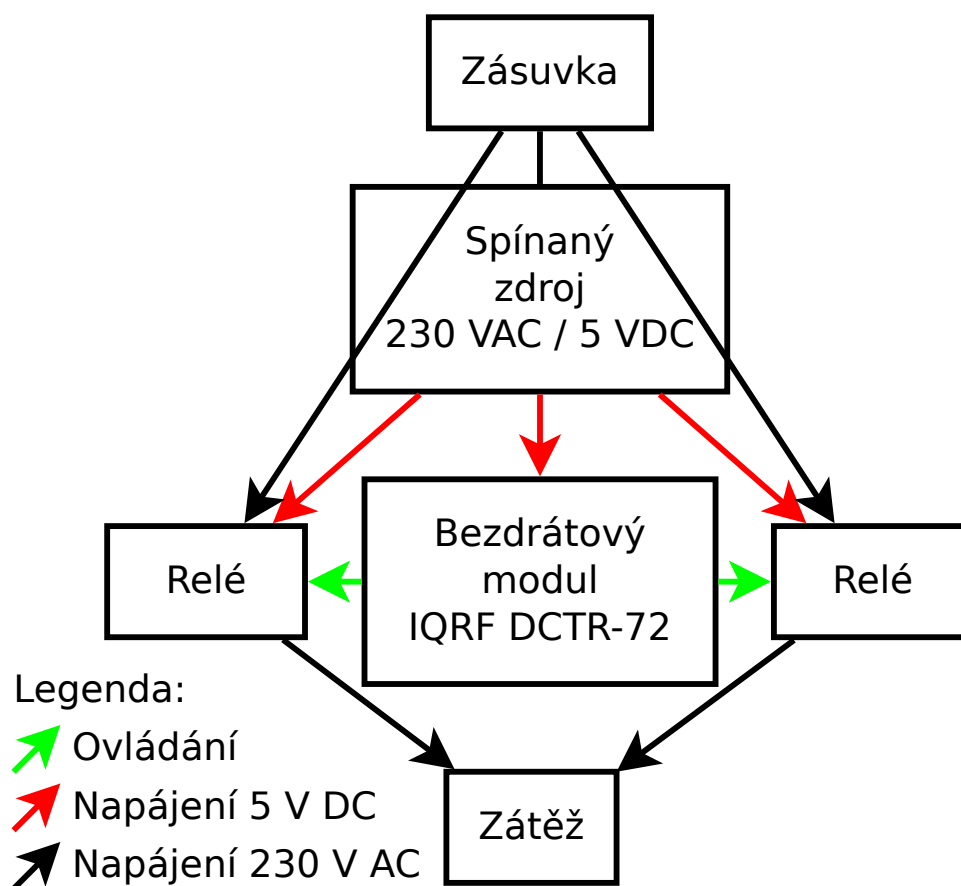 Zásuvka
Spínaný
zdroj
230 VAC / 5 VDC
Bezdrátový
modul
IQRF DCTR-72
Relé
Relé
Legenda:
Ovládání
Napájení 5 V DC
Napájení 230 V AC
Zátěž